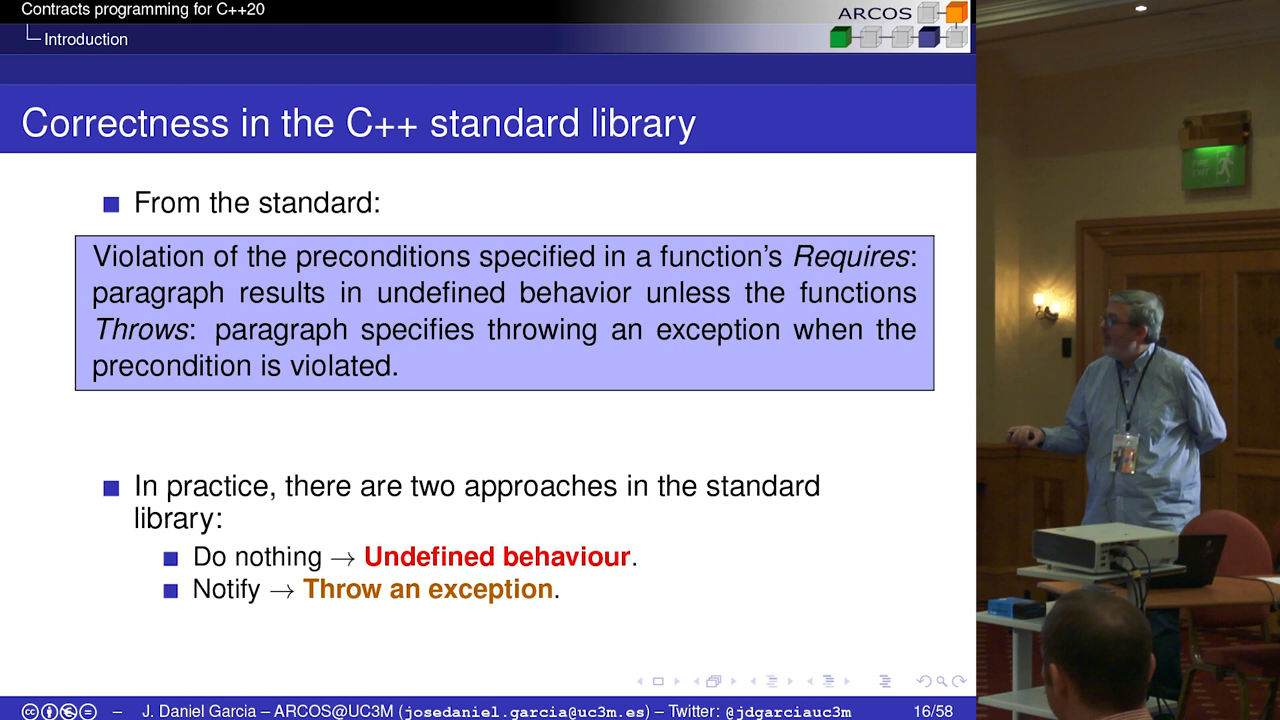 Contracts programming for C++20
Introduction
ARCOS
Correctness in the C++ standard library
From the standard:
Violation of the preconditions specified in a function's Requires:
paragraph results in undefined behavior unless the functions
Throws: paragraph specifies throwing an exception when the
precondition is violated.
In practice, there are two approaches in the standard
library:
Do nothing → Undefined behaviour.
Notify → Throw an exception.
– J. Daniel Garcia – ARCOS@UC3M (josedaniel.garcia@uc3m.es) – Twitter: @jdgarciauc3m 16/58
FIRE
EXIT